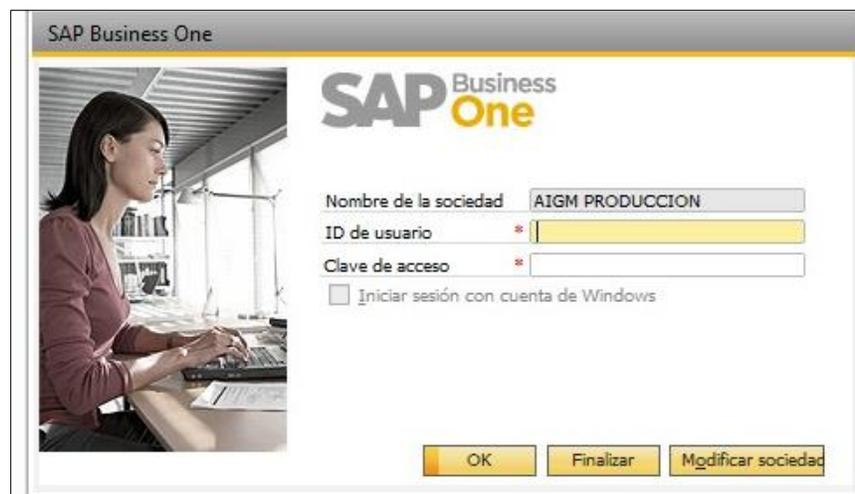 SAP Business One
SAP Business
One
Nombre de la sociedad AIGM PRODUCCION
ID de usuario *
Clave de acceso *
Iniciar sesión con cuenta de Windows
OK Finalizar Modificar sociedad